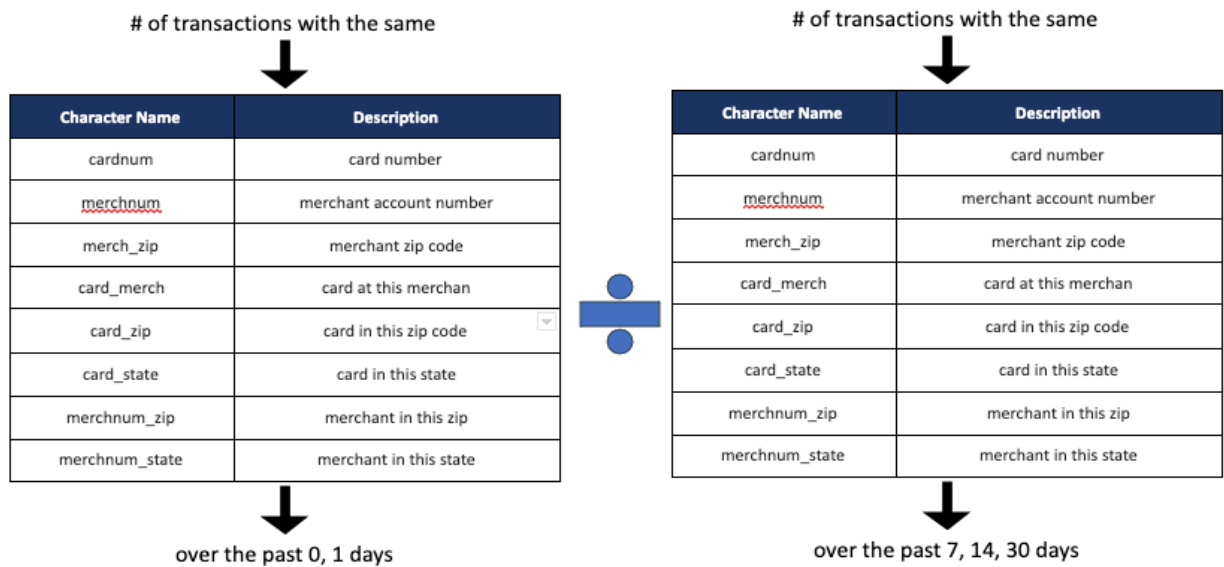 # of transactions with the same
Character Name Description
cardnum card number
merchnum merchant account number
merch_zip merchant zip code
card_merch card at this merchan
card_zip card in this zip code
card_state card in this state
merchnum_zip merchant in this zip
merchnum_state merchant in this state
over the past 0, 1 days
# of transactions with the same
Character Name Description
cardnum card number
merchnum merchant account number
merch_zip merchant zip code
card_merch card at this merchan
card_zip card in this zip code
card_state card in this state
merchnum_zip merchant in this zip
merchnum_state merchant in this state
over the past 7, 14, 30 days